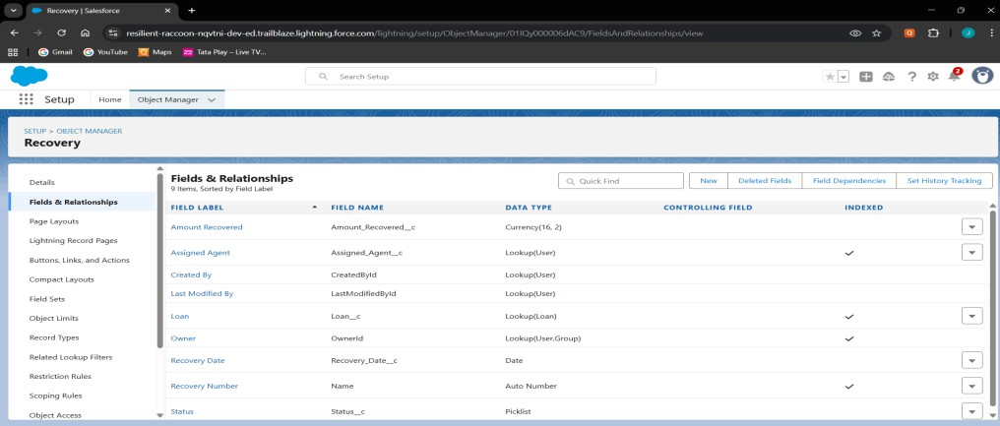 Recovery | Salesforce
resilient-raccoon-nqvtni-dev-ed.trailblaze.lightning.force.com/lightning/setup/ObjectManager/01IQy000006dAC9/FieldsAndRelationships/view
Gmail YouTube Maps Tata Play – Live TV...
Search Setup
2
Setup Home Object Manager
SETUP > OBJECT MANAGER
Recovery
Details
Fields & Relationships
Page Layouts
Lightning Record Pages
Buttons, Links, and Actions
Compact Layouts
Field Sets
Object Limits
Record Types
Related Lookup Filters
Restriction Rules
Scoping Rules
Object Access
Fields & Relationships
9 Items, Sorted by Field Label
Quick Find New Deleted Fields Field Dependencies Set History Tracking
FIELD LABEL FIELD NAME DATA TYPE CONTROLLING FIELD INDEXED
Amount Recovered Amount_Recovered__c Currency(16, 2)
Assigned Agent Assigned_Agent__c Lookup(User)
Created By CreatedById Lookup(User)
Last Modified By LastModifiedById Lookup(User)
Loan Loan__c Lookup(Loan)
Owner OwnerId Lookup(User,Group)
Recovery Date Recovery_Date__c Date
Recovery Number Name Auto Number
Status Status__c Picklist